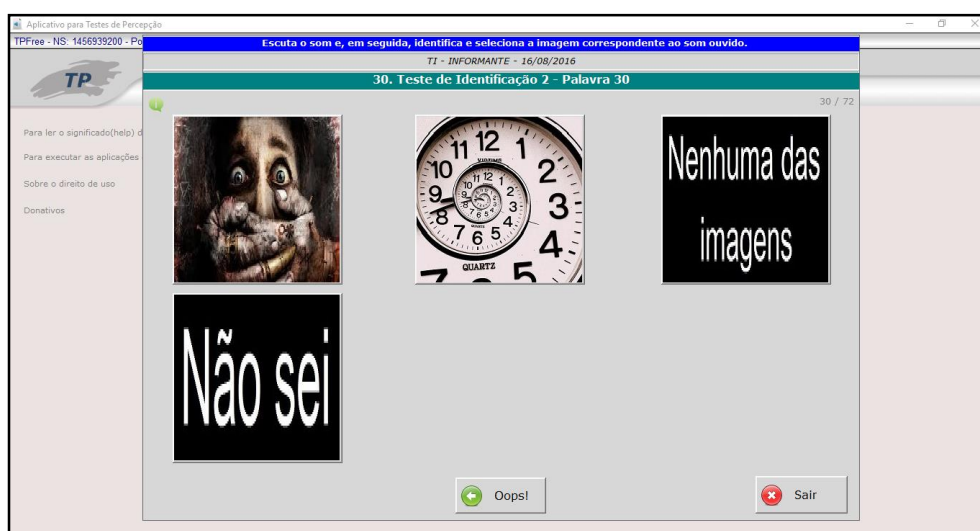 Aplicativo para Testes de Percepção
TPFree - NS: 1456939200 - Po
Escuta o som e, em seguida, identifica e seleciona a imagem correspondente ao som ouvido.
TI - INFORMANTE - 16/08/2016
30. Teste de Identificação 2 - Palavra 30
30 / 72
TP
Para ler o significado(help) d
Para executar as aplicações
Sobre o direito de uso
Donativos
11 12 1
10 2
9 3
8 4
7 6 5
QUARTZ
Nenhuma das
imagens
Não sei
Oops!
Sair